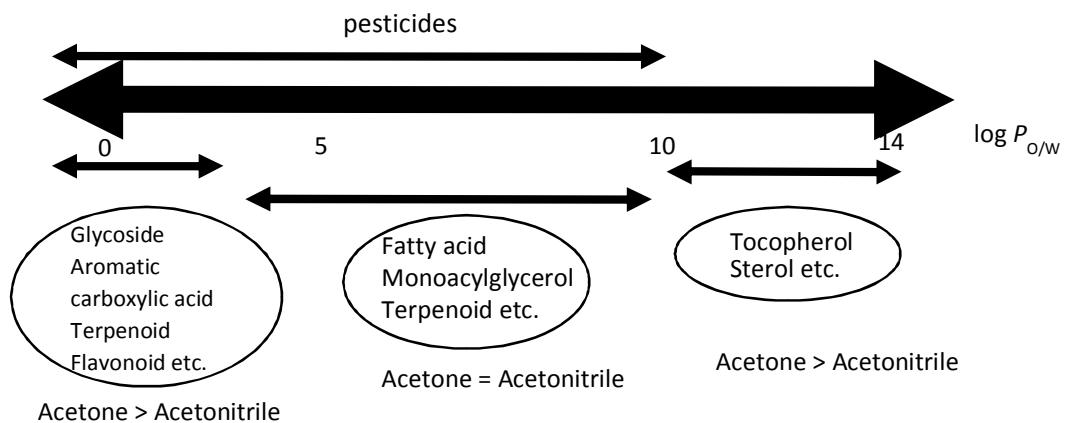 pesticides
0
5
10
14
log P O/W
Glycoside
Aromatic
carboxylic acid
Terpenoid
Flavonoid etc.
Acetone > Acetonitrile
Fatty acid
Monoacylglycerol
Terpenoid etc.
Acetone = Acetonitrile
Tocopherol
Sterol etc.
Acetone > Acetonitrile